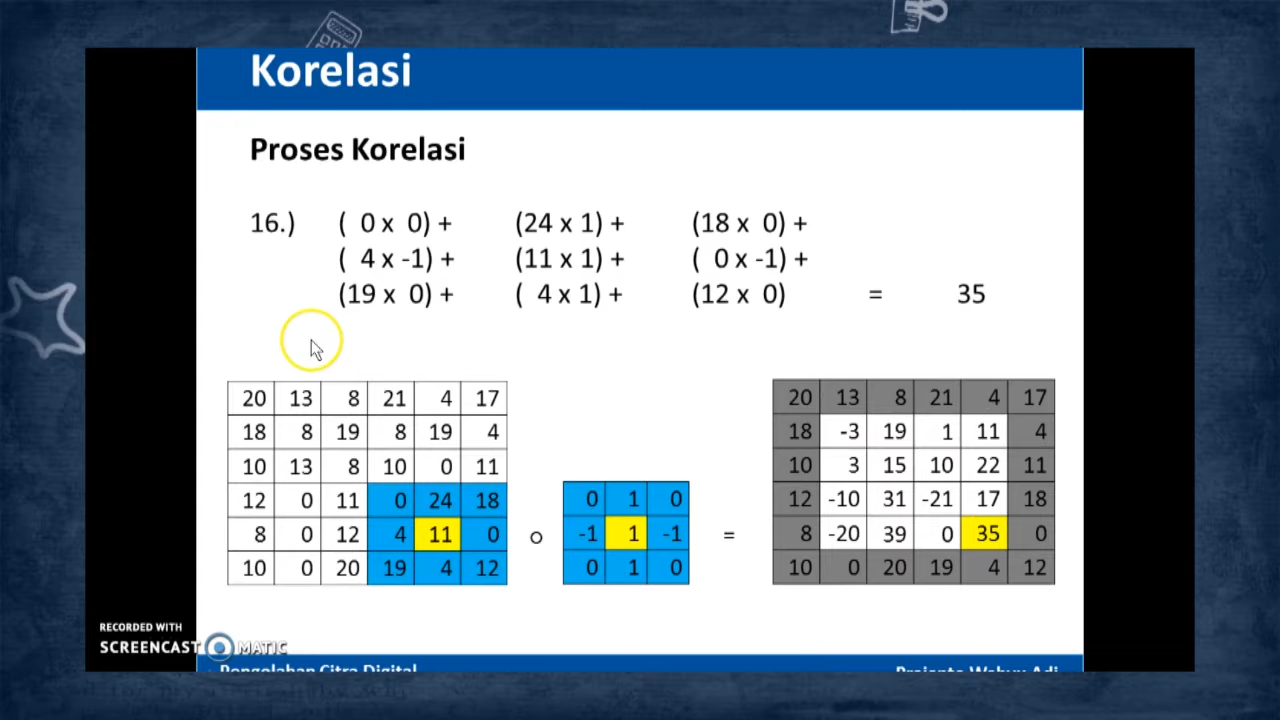 Korelasi
Proses Korelasi
16.) ( 0 x 0) + (24 x 1) + (18 x 0) +
( 4 x -1) + (11 x 1) + ( 0 x -1) +
(19 x 0) + ( 4 x 1) + (12 x 0) = 35
20 13 8 21 4 17
18 8 19 8 19 4
10 13 8 10 0 11
12 0 11 0 24 18
8 0 12 4 11 0
10 0 20 19 4 12
o
0 1 0
-1 1 -1
0 1 0
=
20 13 8 21 4 17
18 -3 19 1 11 4
10 3 15 10 22 11
12 -10 31 -21 17 18
8 -20 39 0 35 0
10 0 20 19 4 12
RECORDED WITH
SCREENCAST MATIC
Pengolahan Citra Digital
Prajanto Wahyu Adi